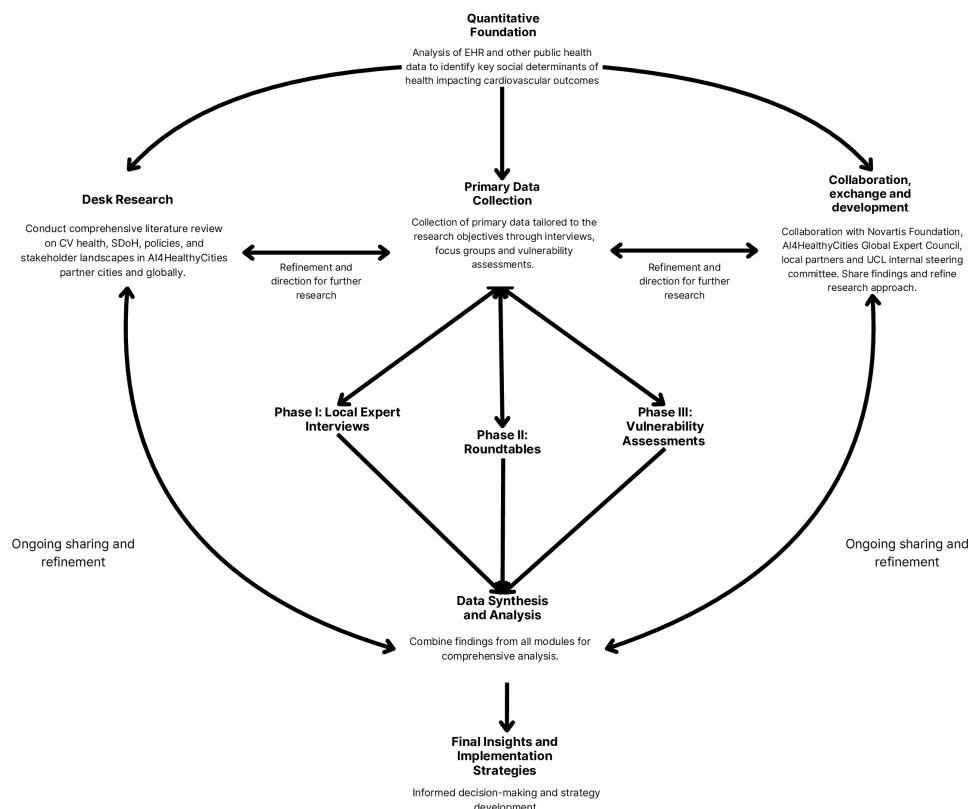 Quantitative
Foundation
Analysis of EHR and other public health
data to identify key social determinants of
health impacting cardiovascular outcomes
Desk Research
Conduct comprehensive literature review
on CV health, SDoH, policies, and
stakeholder landscapes in AI4HealthyCities
partner cities and globally.
Refinement and
direction for further
research
Primary Data
Collection
Collection of primary data tailored to the
research objectives through interviews,
focus groups and vulnerability
assessments.
Refinement and
direction for further
research
Collaboration,
exchange and
development
Collaboration with Novartis Foundation,
AI4HealthyCities Global Expert Council,
local partners and UCL internal steering
committee. Share findings and refine
research approach.
Phase I: Local Expert
Interviews
Phase II:
Roundtables
Phase III:
Vulnerability
Assessments
Ongoing sharing and
refinement
Ongoing sharing and
refinement
Data Synthesis
and Analysis
Combine findings from all modules for
comprehensive analysis.
Final Insights and
Implementation
Strategies
Informed decision-making and strategy
development